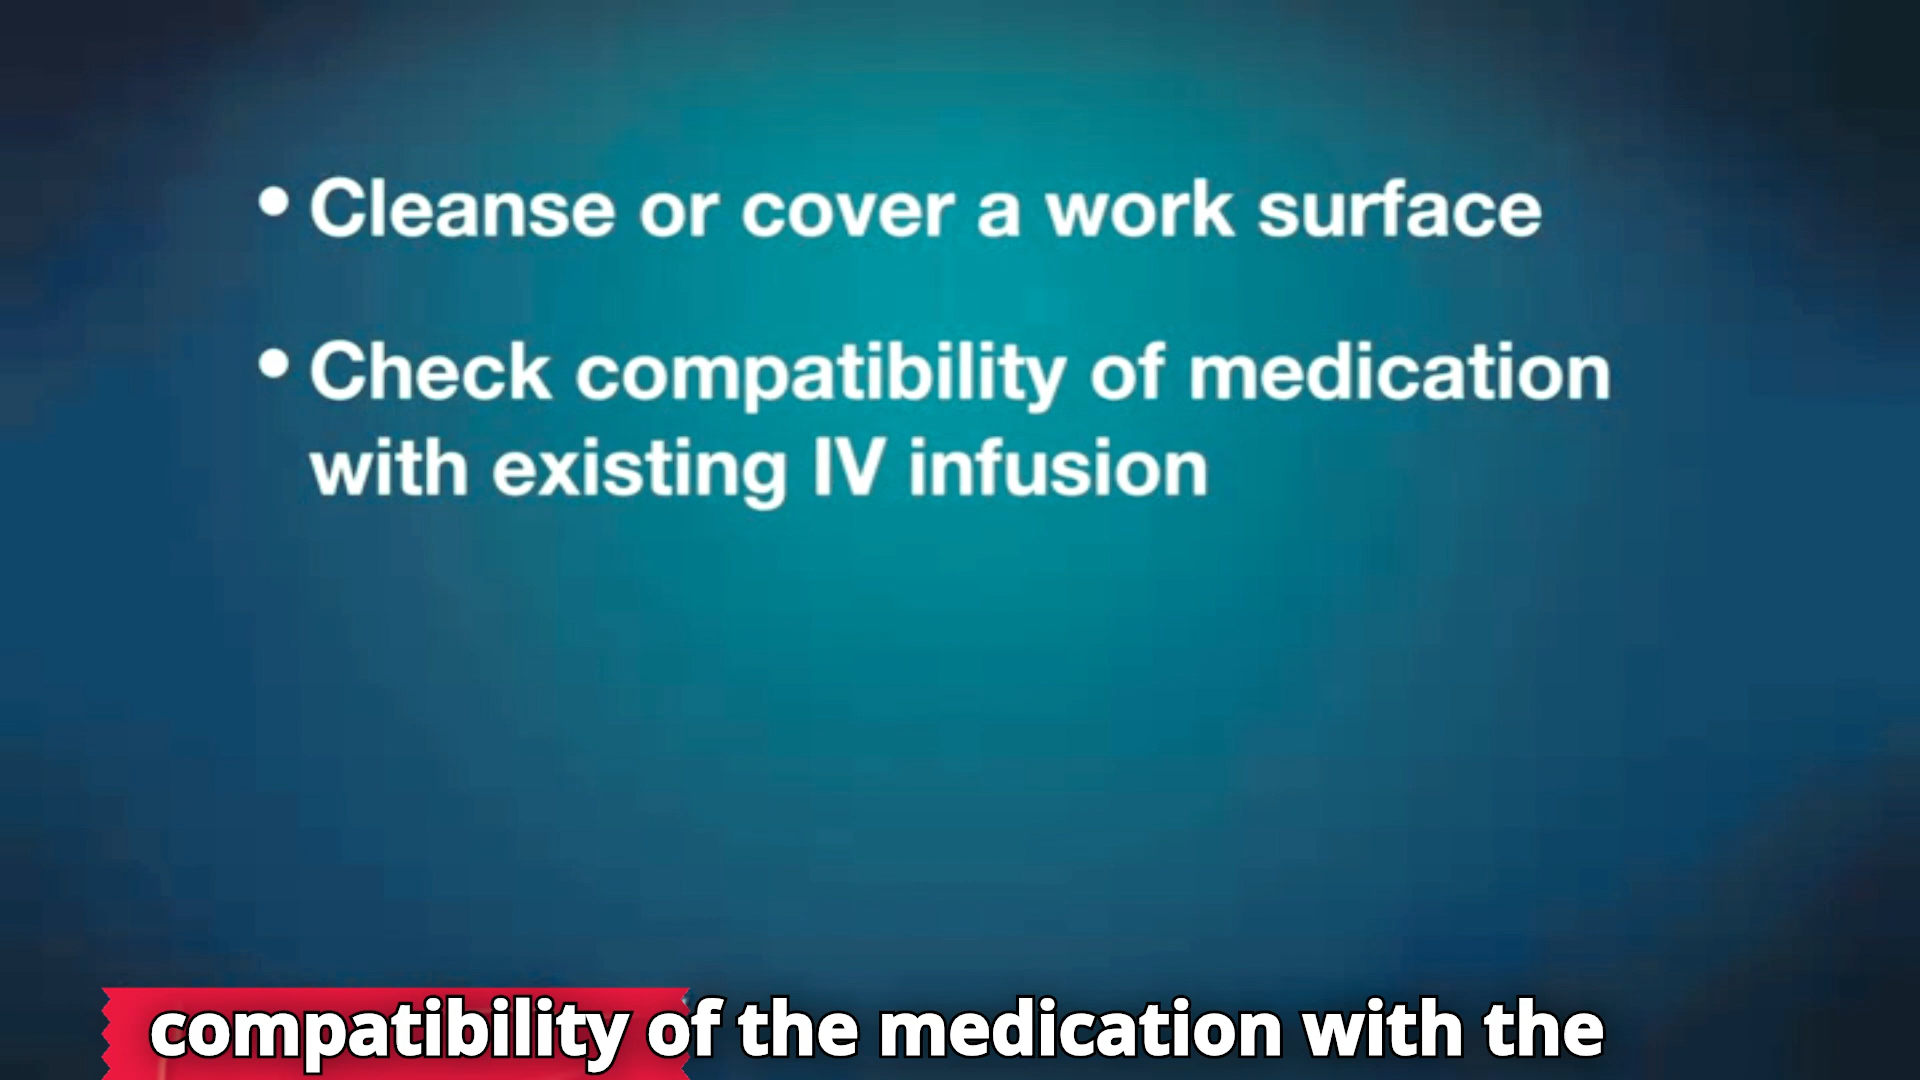 • Cleanse or cover a work surface
• Check compatibility of medication
with existing IV infusion
compatibility of the medication with the